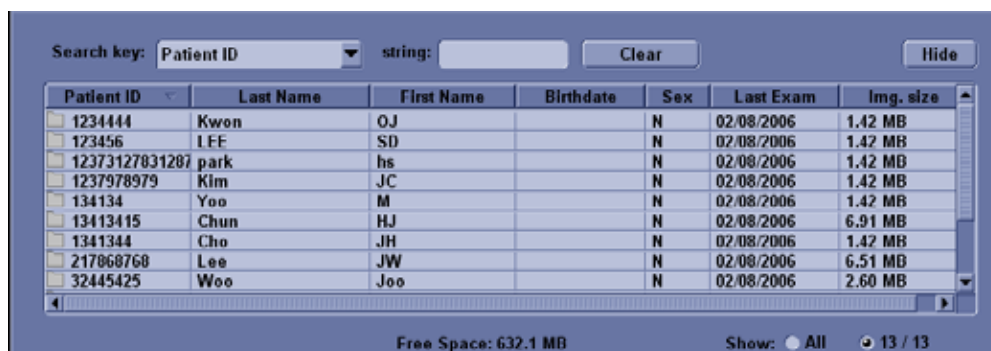 Search key: Patient ID string: Clear Hide
Patient ID Last Name First Name Birthdate Sex Last Exam Img. size
1234444 Kwon OJ N 02/08/2006 1.42 MB
123456 LEE SD N 02/08/2006 1.42 MB
12373127831287 park hs N 02/08/2006 1.42 MB
1237978979 Kim JC N 02/08/2006 1.42 MB
134134 Yoo M N 02/08/2006 1.42 MB
13413415 Chun HJ N 02/08/2006 6.91 MB
1341344 Cho JH N 02/08/2006 1.42 MB
217868768 Lee JW N 02/08/2006 6.51 MB
32445425 Woo Joo N 02/08/2006 2.60 MB
Free Space: 632.1 MB Show: All 13 / 13